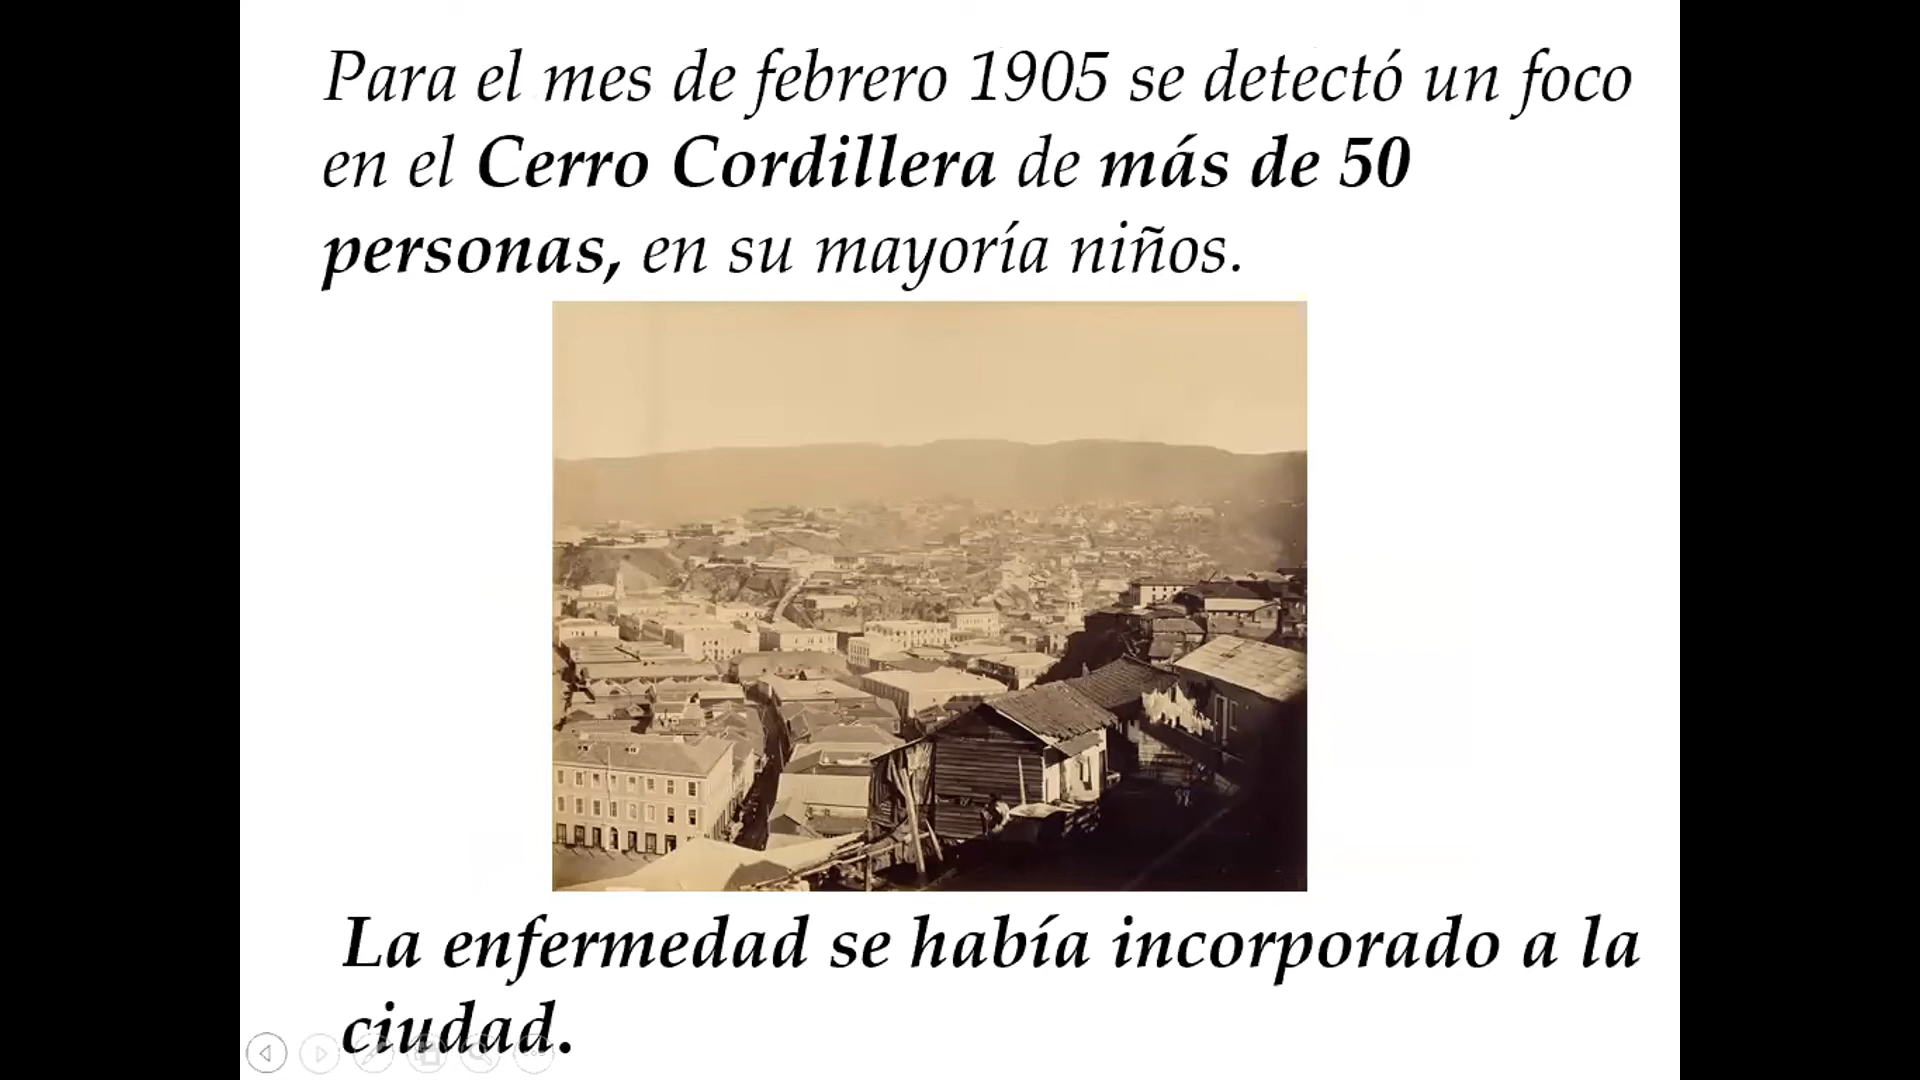 Para el mes de febrero 1905 se detectó un foco
en el Cerro Cordillera de más de 50
personas, en su mayoría niños.
La enfermedad se había incorporado a la
ciudad.